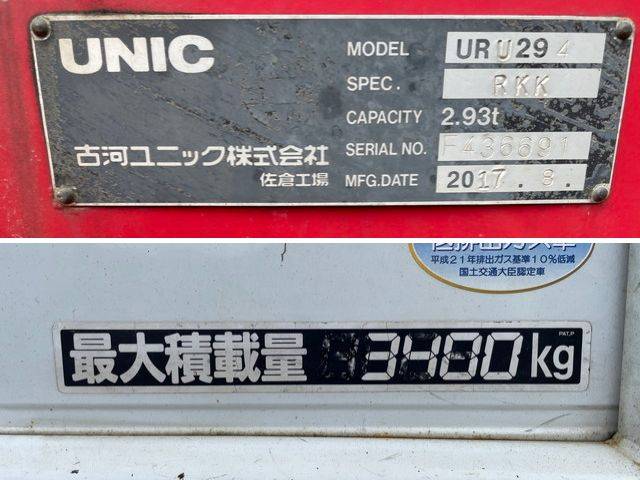 UNIC
MODEL URU294
SPEC. RKK
CAPACITY 2.93t
古河ユニック株式会社 SERIAL NO. F436691
佐倉工場 MFG.DATE 2017.8.
平成21年排出ガス基準10%低減
国土交通大臣認定車
最大積載量 3400kg
PAT.P